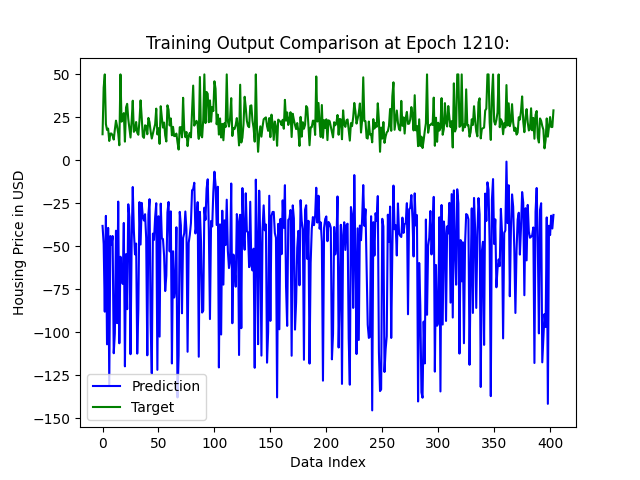 Training Output Comparison at Epoch 1210:
Housing Price in USD
50
25
0
−25
−50
−75
−100
−125
−150
Prediction
Target
0 50 100 150 200 250 300 350 400
Data Index